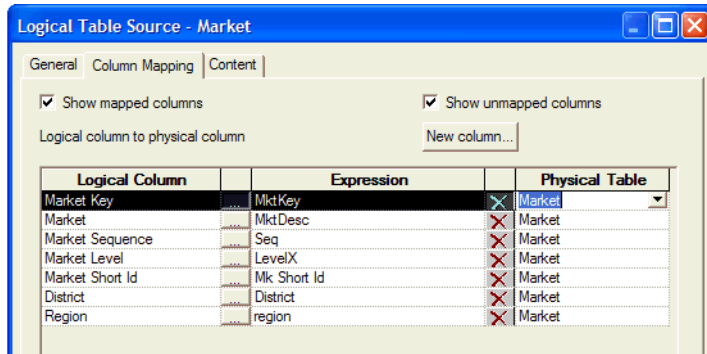 Logical Table Source - Market
General Column Mapping Content
Show mapped columns Show unmapped columns
Logical column to physical column New column...
Logical Column Expression Physical Table
Market Key ... MktKey Market
Market ... MktDesc Market
Market Sequence ... Seq Market
Market Level ... LevelX Market
Market Short Id ... Mk Short Id Market
District ... District Market
Region ... region Market